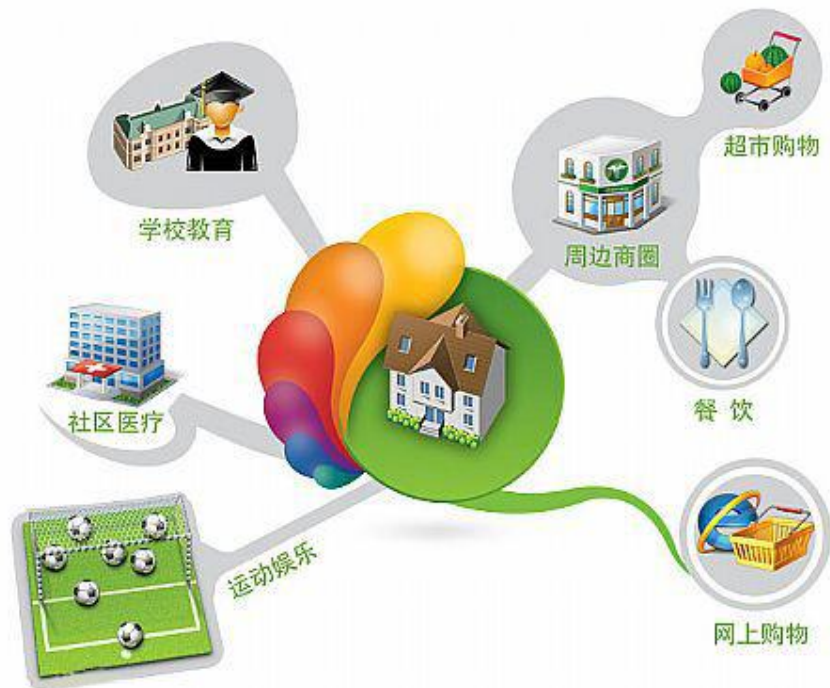 超市购物
学校教育
周边商圈
社区医疗
餐 饮
运动娱乐
网上购物